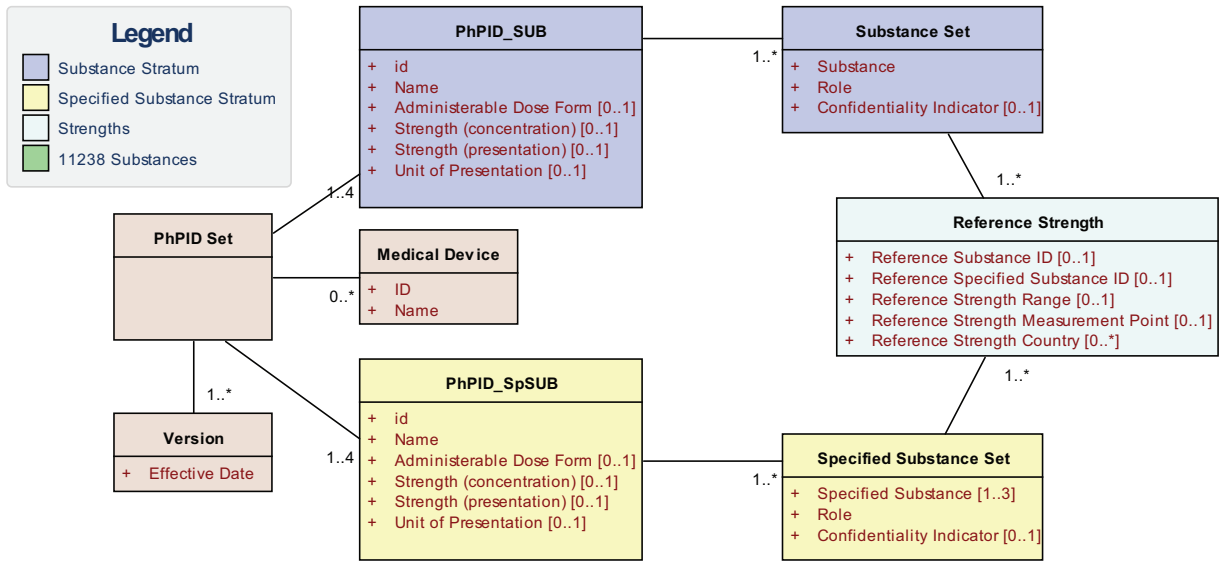 Legend
Substance Stratum
Specified Substance Stratum
Strengths
11238 Substances
PhPID_SUB
+ id
+ Name
+ Administerable Dose Form [0..1]
+ Strength (concentration) [0..1]
+ Strength (presentation) [0..1]
+ Unit of Presentation [0..1]
1..*
Substance Set
+ Substance
+ Role
+ Confidentiality Indicator [0..1]
1..4
1..*
PhPID Set
Medical Device
+ ID
+ Name
0..*
Reference Strength
+ Reference Substance ID [0..1]
+ Reference Specified Substance ID [0..1]
+ Reference Strength Range [0..1]
+ Reference Strength Measurement Point [0..1]
+ Reference Strength Country [0..*]
1..*
1..*
Version
+ Effective Date
1..4
PhPID_SpSUB
+ id
+ Name
+ Administerable Dose Form [0..1]
+ Strength (concentration) [0..1]
+ Strength (presentation) [0..1]
+ Unit of Presentation [0..1]
1..*
Specified Substance Set
+ Specified Substance [1..3]
+ Role
+ Confidentiality Indicator [0..1]